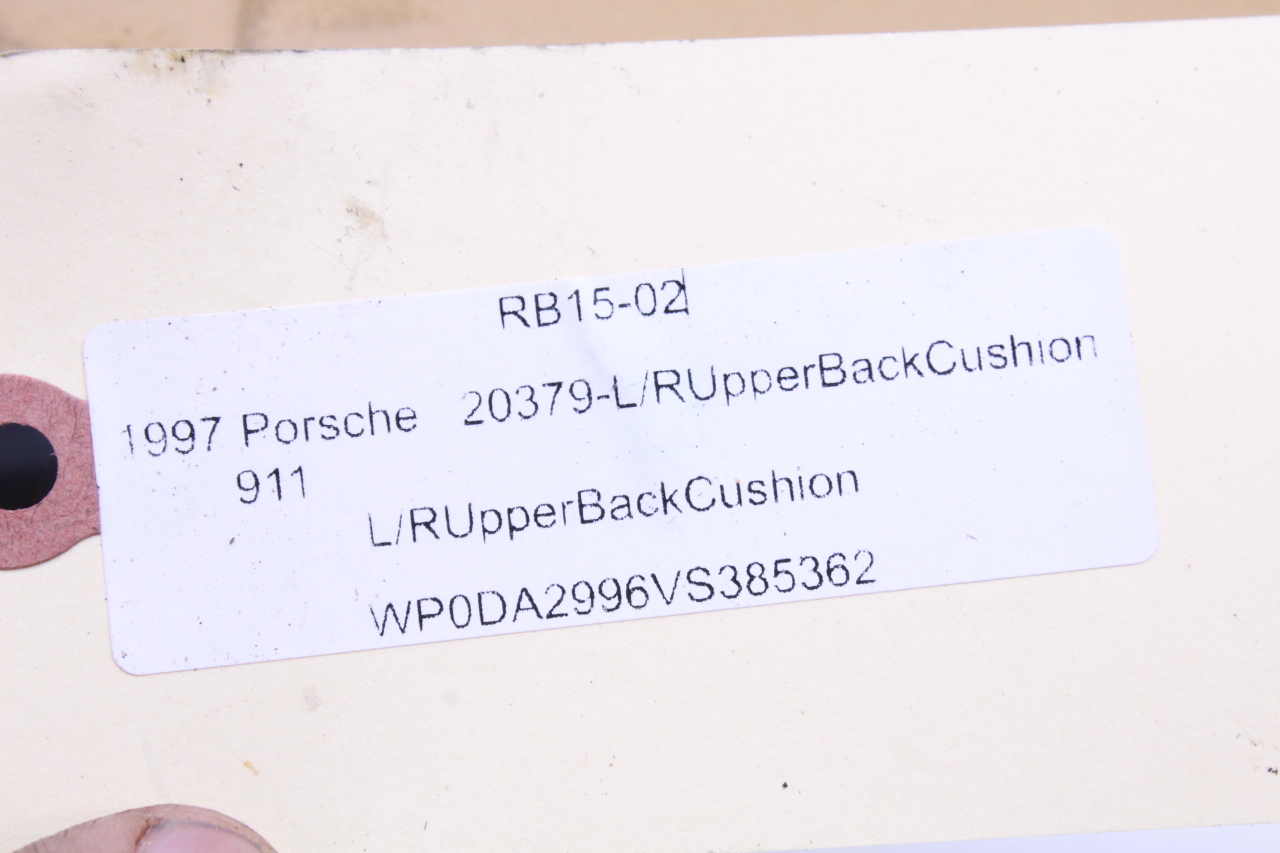 RB15-02
1997 Porsche 20379-L/RUpperBackCushion
911
L/RUpperBackCushion
WP0DA2996VS385362